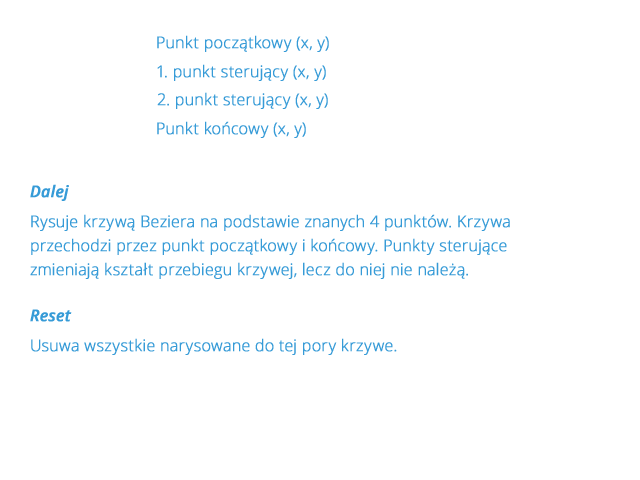 Punkt początkowy (x, y)
1. punkt sterujący (x, y)
2. punkt sterujący (x, y)
Punkt końcowy (x, y)
Dalej
Rysuje krzywą Beziera na podstawie znanych 4 punktów. Krzywa
przechodzi przez punkt początkowy i końcowy. Punkty sterujące
zmieniają kształt przebiegu krzywej, lecz do niej nie należą.
Reset
Usuwa wszystkie narysowane do tej pory krzywe.